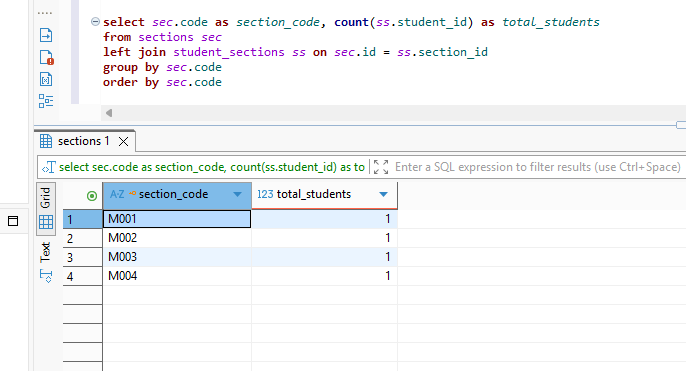 select sec.code as section_code, count(ss.student_id) as total_students
from sections sec
left join student_sections ss on sec.id = ss.section_id
group by sec.code
order by sec.code
sections 1
select sec.code as section_code, count(ss.student_id) as to
Enter a SQL expression to filter results (use Ctrl+Space)
Grid
Text
A-Z section_code
123 total_students
1 M001 1
2 M002 1
3 M003 1
4 M004 1